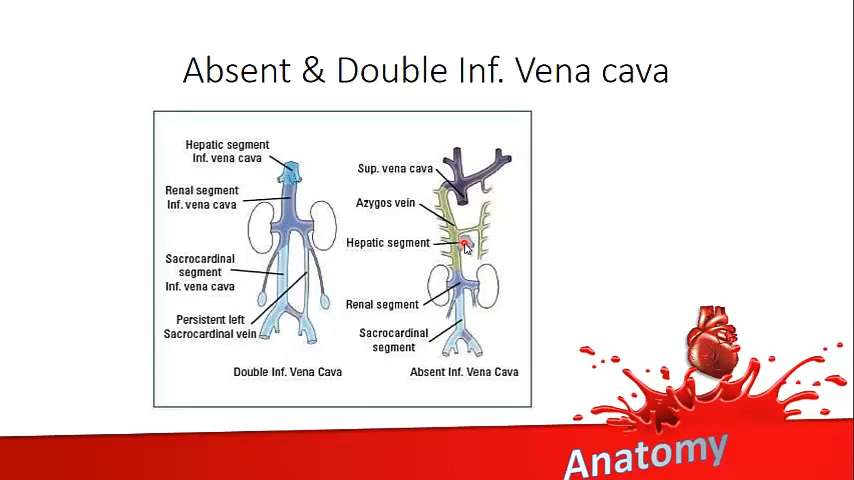 Absent & Double Inf. Vena cava
Hepatic segment
Inf. vena cava
Renal segment
Inf. vena cava
Sacrocardinal
segment
Inf. vena cava
Persistent left
Sacrocardinal vein
Double Inf. Vena Cava
Sup. vena cava
Azygos vein
Hepatic segment
Renal segment
Sacrocardinal
segment
Absent Inf. Vena Cava
Anatomy